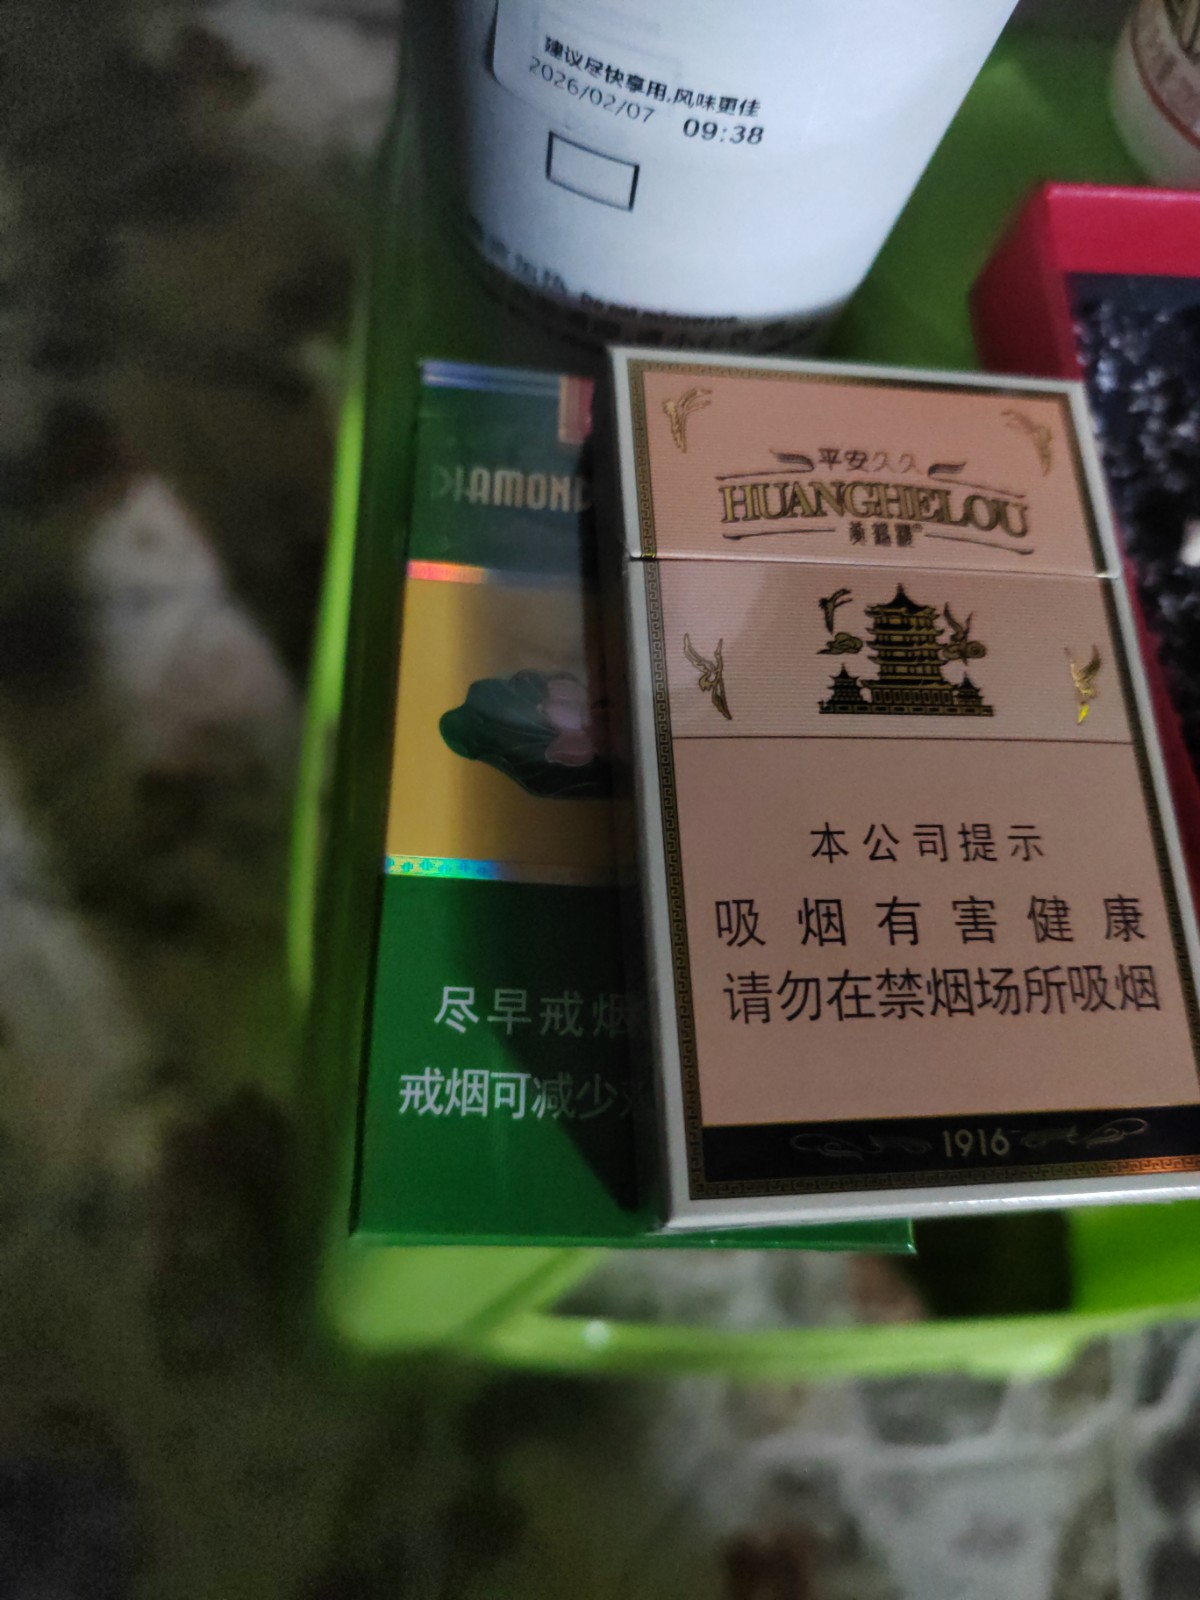 建议尽快享用,风味更佳
2026/02/07 09:38
DIAMOND
尽早戒烟
戒烟可减少
平安久久
HUANGHELOU
黄鹤楼
本公司提示
吸烟有害健康
请勿在禁烟场所吸烟
1916